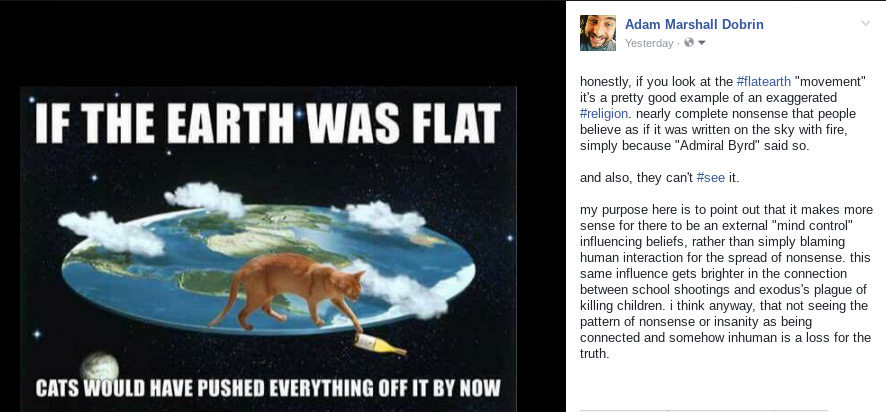 IF THE EARTH WAS FLAT
CATS WOULD HAVE PUSHED EVERYTHING OFF IT BY NOW
Adam Marshall Dobrin
Yesterday ·
honestly, if you look at the #flatearth "movement"
it's a pretty good example of an exaggerated
#religion. nearly complete nonsense that people
believe as if it was written on the sky with fire,
simply because "Admiral Byrd" said so.
and also, they can't #see it.
my purpose here is to point out that it makes more
sense for there to be an external "mind control"
influencing beliefs, rather than simply blaming
human interaction for the spread of nonsense. this
same influence gets brighter in the connection
between school shootings and exodus's plague of
killing children. i think anyway, that not seeing the
pattern of nonsense or insanity as being
connected and somehow inhuman is a loss for the
truth.